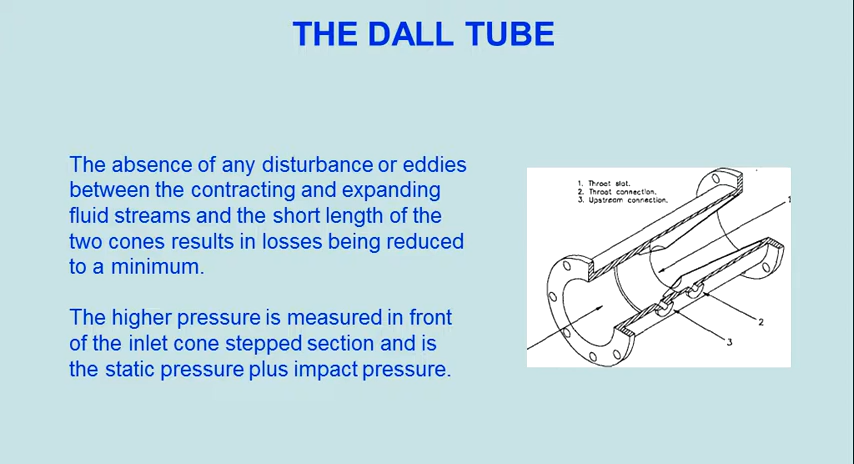 THE DALL TUBE
The absence of any disturbance or eddies
between the contracting and expanding
fluid streams and the short length of the
two cones results in losses being reduced
to a minimum.
The higher pressure is measured in front
of the inlet cone stepped section and is
the static pressure plus impact pressure.
1. Throat slot.
2. Throat connection.
3. Upstream connection.
1
2
3